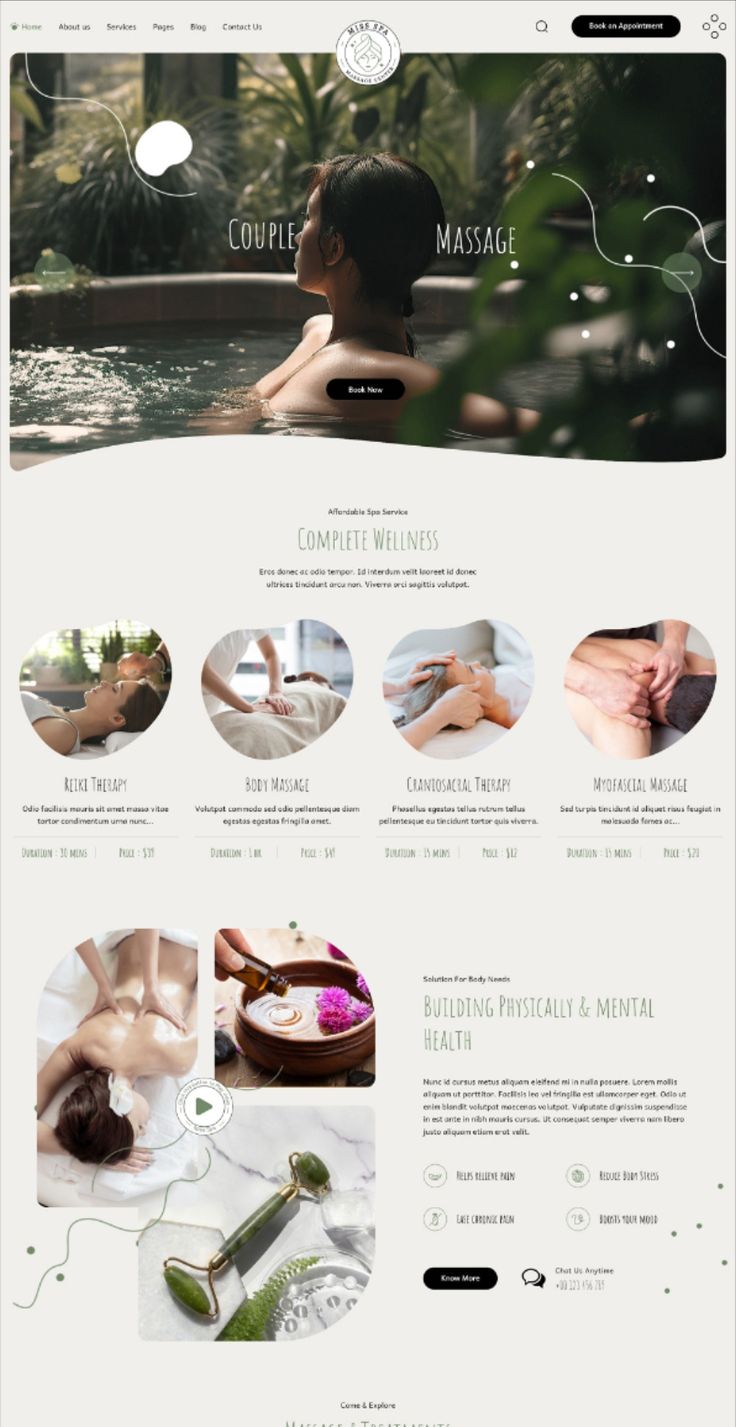 Home About us Services Pages Blog Contact Us
MISS SPA
MASSAGE CENTER
Book an Appointment
Couple Massage
Book Now
Affordable Spa Service
Complete Wellness
Eros donec ac odio tempor. Id interdum velit laoreet id donec
ultrices tincidunt arcu non. Viverra orci sagittis volutpat.
Reiki Therapy
Odio facilisis mauris sit amet massa vitae
tortor condimentum urna nunc...
Duration : 30 mins Price : $39
Body Massage
Volutpat commodo sed odio pellentesque diam
egestas egestas fringilla amet.
Duration : 1 hr Price : $49
Craniosacral Therapy
Phasellus egestas tellus rutrum tellus
pellentesque eu tincidunt tortor quis viverra.
Duration : 15 mins Price : $12
Myofascial Massage
Sed turpis tincidunt id aliquet risus feugiat in
malesuada fames ac...
Duration : 15 mins Price : $20
Solution For Body Needs
Building Physically & mental
Health
Nunc id cursus metus aliquam eleifend mi in nulla posuere. Lorem mollis
aliquam ut porttitor. Facilisis leo vel fringilla est ullamcorper eget. Odio ut
enim blandit volutpat maecenas volutpat. Vulputate dignissim suspendisse
in est ante in nibh mauris cursus. Ut consequat semper viverra nam libero
justo aliquam etiam erat velit.
Helps relieve pain
Reduce Body Stress
Ease chronic pain
Boosts your mood
Know More
Chat Us Anytime
+00 123 456 789
Come & Explore
Massage & Treatments